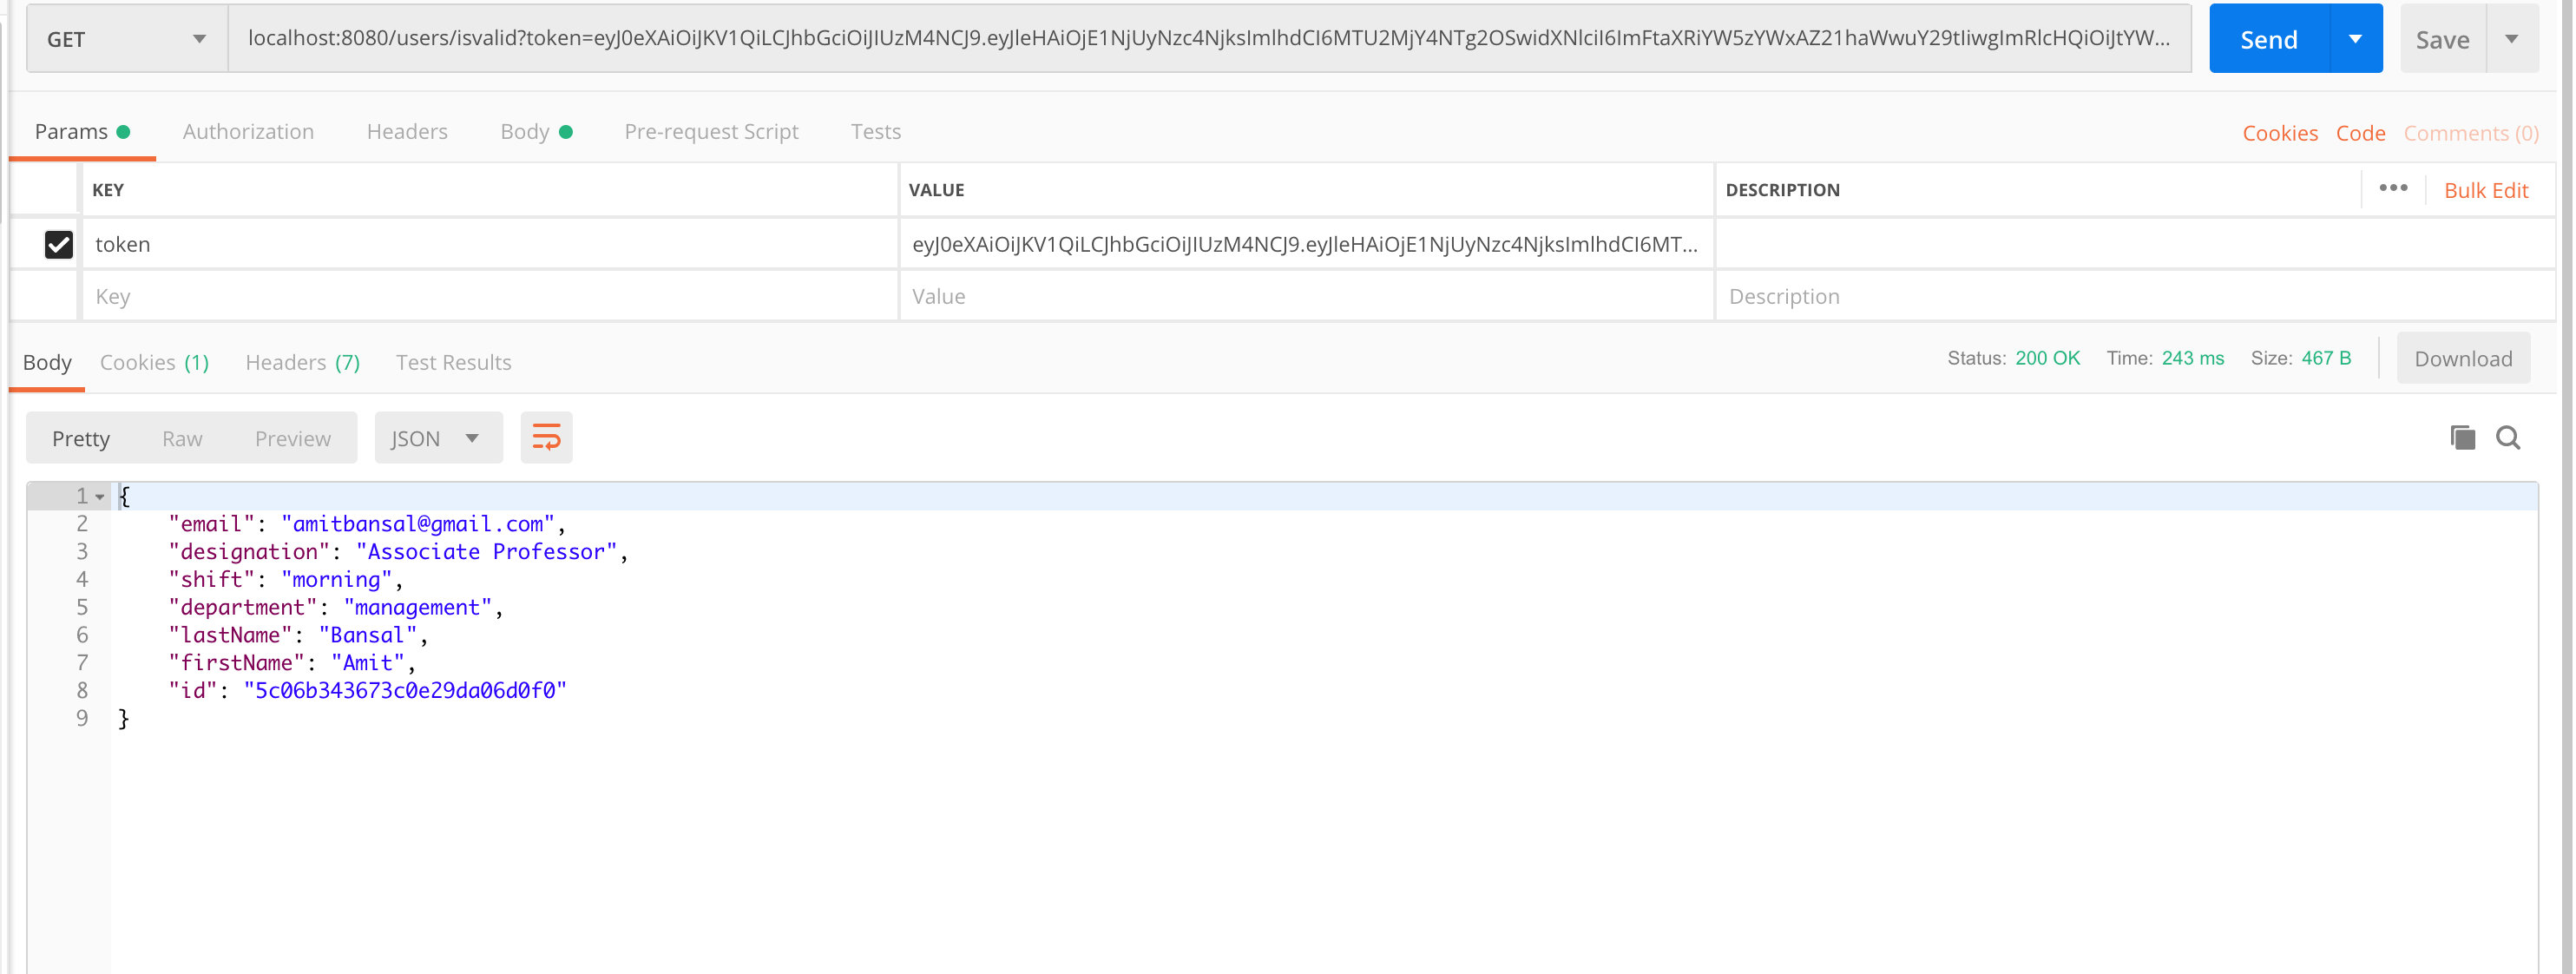 GET localhost:8080/users/isvalid?token=eyJ0eXAiOiJKV1QiLCJhbGciOiJIUzM4NCJ9.eyJleHAiOjE1NjUyNzc4NjksImlhdCI6MTU2MjY4NTg2OSwidXNlciI6ImFtaXRiYW5zYWxAZ21haWwuY29tIiwgImRlcHQiOiJtYW... Send Save
Params Authorization Headers Body Pre-request Script Tests Cookies Code Comments (0)
KEY VALUE DESCRIPTION ••• Bulk Edit
token eyJ0eXAiOiJKV1QiLCJhbGciOiJIUzM4NCJ9.eyJleHAiOjE1NjUyNzc4NjksImlhdCI6MT...
Key Value Description
Body Cookies (1) Headers (7) Test Results Status: 200 OK Time: 243 ms Size: 467 B Download
Pretty Raw Preview JSON
1 {
2 "email": "amitbansal@gmail.com",
3 "designation": "Associate Professor",
4 "shift": "morning",
5 "department": "management",
6 "lastName": "Bansal",
7 "firstName": "Amit",
8 "id": "5c06b343673c0e29da06d0f0"
9 }